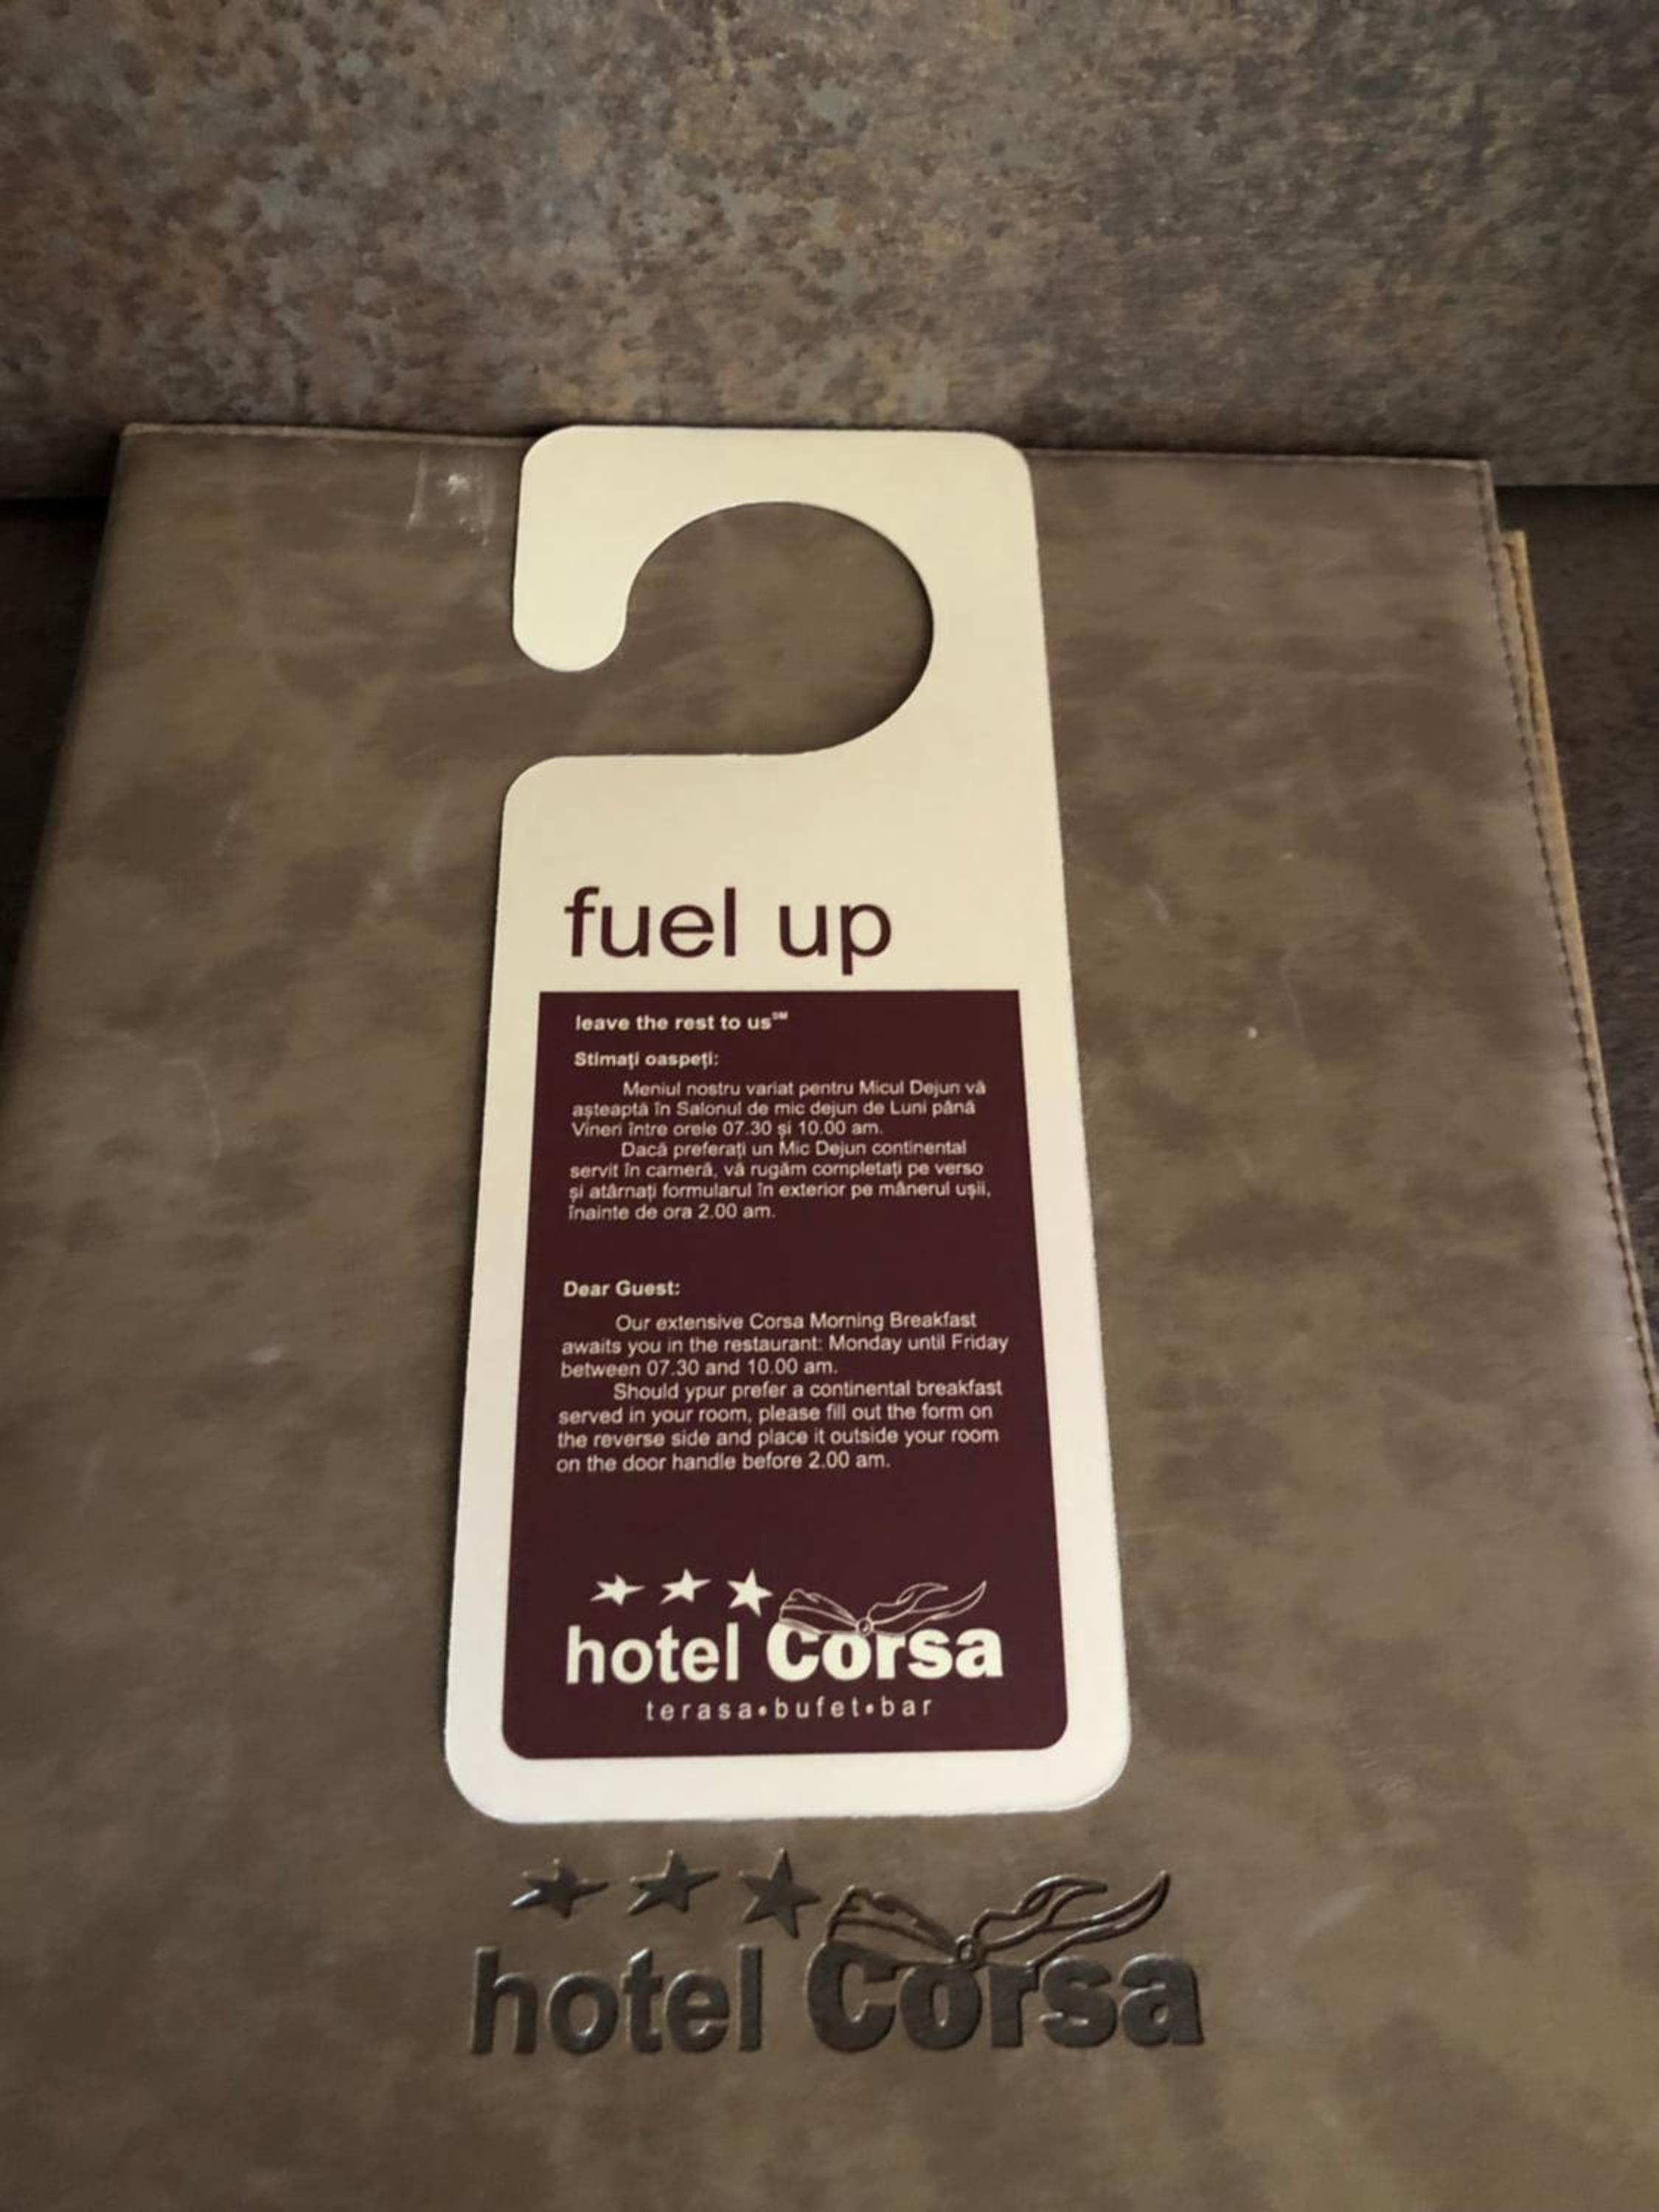 fuel up
leave the rest to us℠
Stimați oaspeți:
Meniul nostru variat pentru Micul Dejun vă
așteaptă în Salonul de mic dejun de Luni până
Vineri între orele 07.30 și 10.00 am.
Dacă preferați un Mic Dejun continental
servit în cameră, vă rugăm completați pe verso
și atârnați formularul în exterior pe mânerul ușii,
înainte de ora 2.00 am.
Dear Guest:
Our extensive Corsa Morning Breakfast
awaits you in the restaurant: Monday until Friday
between 07.30 and 10.00 am.
Should ypur prefer a continental breakfast
served in your room, please fill out the form on
the reverse side and place it outside your room
on the door handle before 2.00 am.
hotel Corsa
terasa•bufet•bar
hotel Corsa